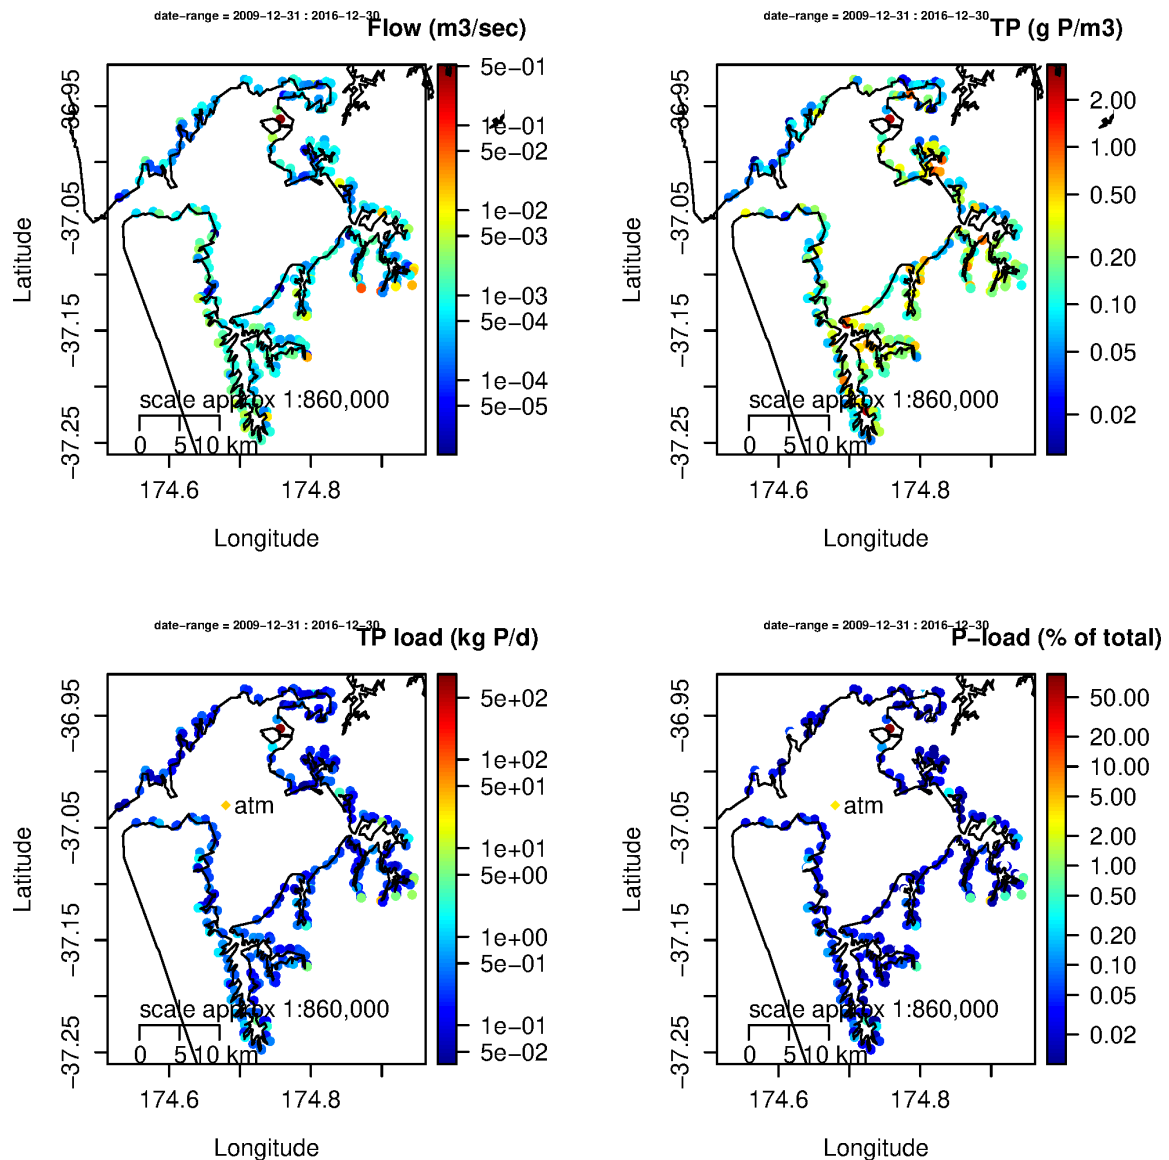 date−range = 2009−12−31 : 2016−12−30
Flow (m3/sec)
5e−01
1e−01
5e−02
1e−02
5e−03
1e−03
5e−04
1e−04
5e−05
−36.95
−37.05
−37.15
−37.25
Latitude
scale approx 1:860,000
0 5 10 km
174.6 174.8
Longitude
date−range = 2009−12−31 : 2016−12−30
TP (g P/m3)
2.00
1.00
0.50
0.20
0.10
0.05
0.02
−36.95
−37.05
−37.15
−37.25
Latitude
scale approx 1:860,000
0 5 10 km
174.6 174.8
Longitude
date−range = 2009−12−31 : 2016−12−30
TP load (kg P/d)
5e+02
1e+02
5e+01
1e+01
5e+00
1e+00
5e−01
1e−01
5e−02
−36.95
−37.05
−37.15
−37.25
Latitude
atm
scale approx 1:860,000
0 5 10 km
174.6 174.8
Longitude
date−range = 2009−12−31 : 2016−12−30
P−load (% of total)
50.00
20.00
10.00
5.00
2.00
1.00
0.50
0.20
0.10
0.05
0.02
−36.95
−37.05
−37.15
−37.25
Latitude
atm
scale approx 1:860,000
0 5 10 km
174.6 174.8
Longitude